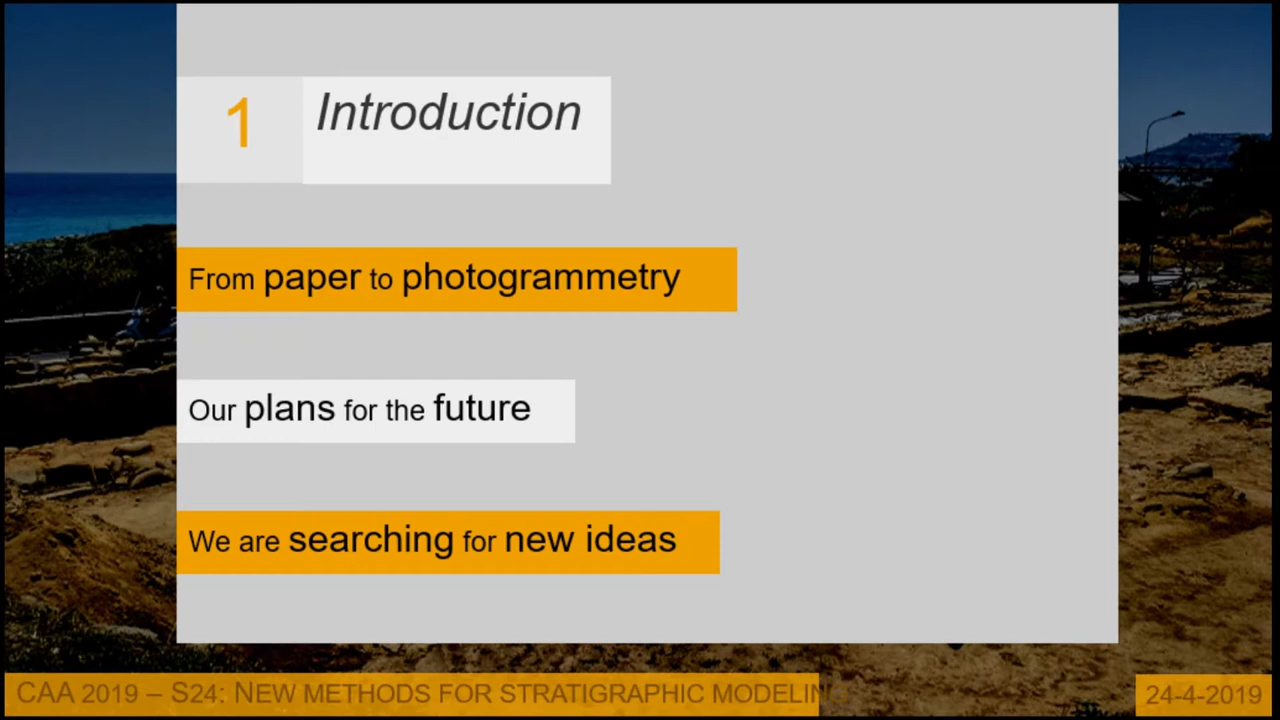 1 Introduction
From paper to photogrammetry
Our plans for the future
We are searching for new ideas
CAA 2019 – S24: NEW METHODS FOR STRATIGRAPHIC MODELING
24-4-2019